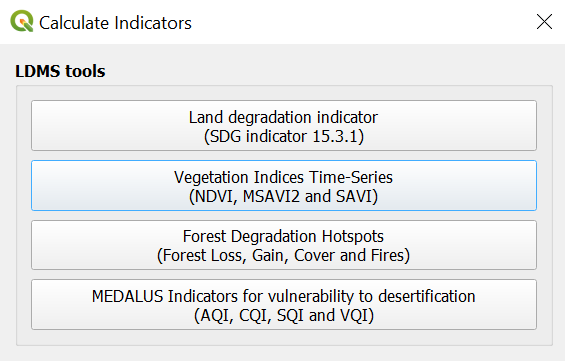 Calculate Indicators
LDMS tools
Land degradation indicator
(SDG indicator 15.3.1)
Vegetation Indices Time-Series
(NDVI, MSAVI2 and SAVI)
Forest Degradation Hotspots
(Forest Loss, Gain, Cover and Fires)
MEDALUS Indicators for vulnerability to desertification
(AQI, CQI, SQI and VQI)